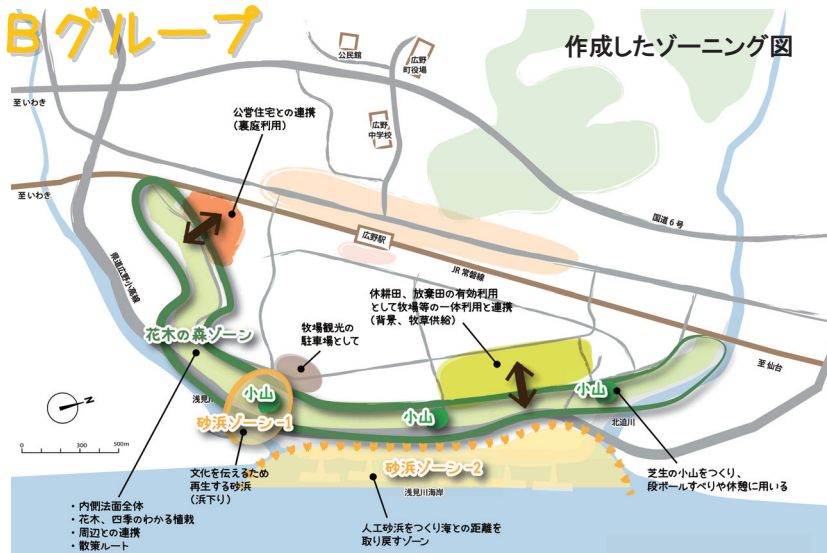 Bグループ
作成したゾーニング図
公民館
広野
町役場
広野
中学校
至いわき
至いわき
公営住宅との連携
(裏庭利用)
国道6号
広野駅
JR常磐線
県道広野小高線
休耕田、放棄田の有効利用
として牧場等の一体利用と連携
(背景、牧草供給)
牧場観光の
駐車場として
花木の森ゾーン
至仙台
小山
小山
小山
N
浅見川
北迫川
砂浜ゾーン-1
砂浜ゾーン-2
0
300
500m
文化を伝えるため
再生する砂浜
(浜下り)
浅見川海岸
芝生の小山をつくり、
段ボールすべりや休憩に用いる
・内側法面全体
・花木、四季のわかる植栽
・周辺との連携
・散策ルート
人工砂浜をつくり海との距離を
取り戻すゾーン